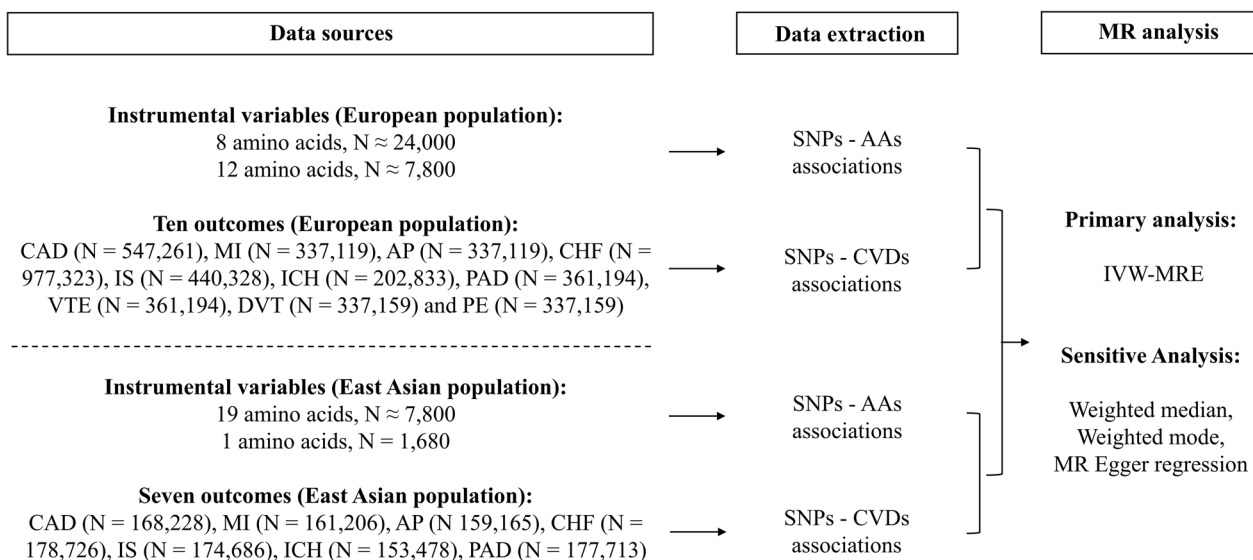 Data sources
Data extraction
MR analysis
Instrumental variables (European population):
8 amino acids, N ≈ 24,000
12 amino acids, N ≈ 7,800
SNPs - AAs
associations
Ten outcomes (European population):
CAD (N = 547,261), MI (N = 337,119), AP (N = 337,119), CHF (N =
977,323), IS (N = 440,328), ICH (N = 202,833), PAD (N = 361,194),
VTE (N = 361,194), DVT (N = 337,159) and PE (N = 337,159)
SNPs - CVDs
associations
Instrumental variables (East Asian population):
19 amino acids, N ≈ 7,800
1 amino acids, N = 1,680
SNPs - AAs
associations
Seven outcomes (East Asian population):
CAD (N = 168,228), MI (N = 161,206), AP (N 159,165), CHF (N =
178,726), IS (N = 174,686), ICH (N = 153,478), PAD (N = 177,713)
SNPs - CVDs
associations
Primary analysis:
IVW-MRE
Sensitive Analysis:
Weighted median,
Weighted mode,
MR Egger regression